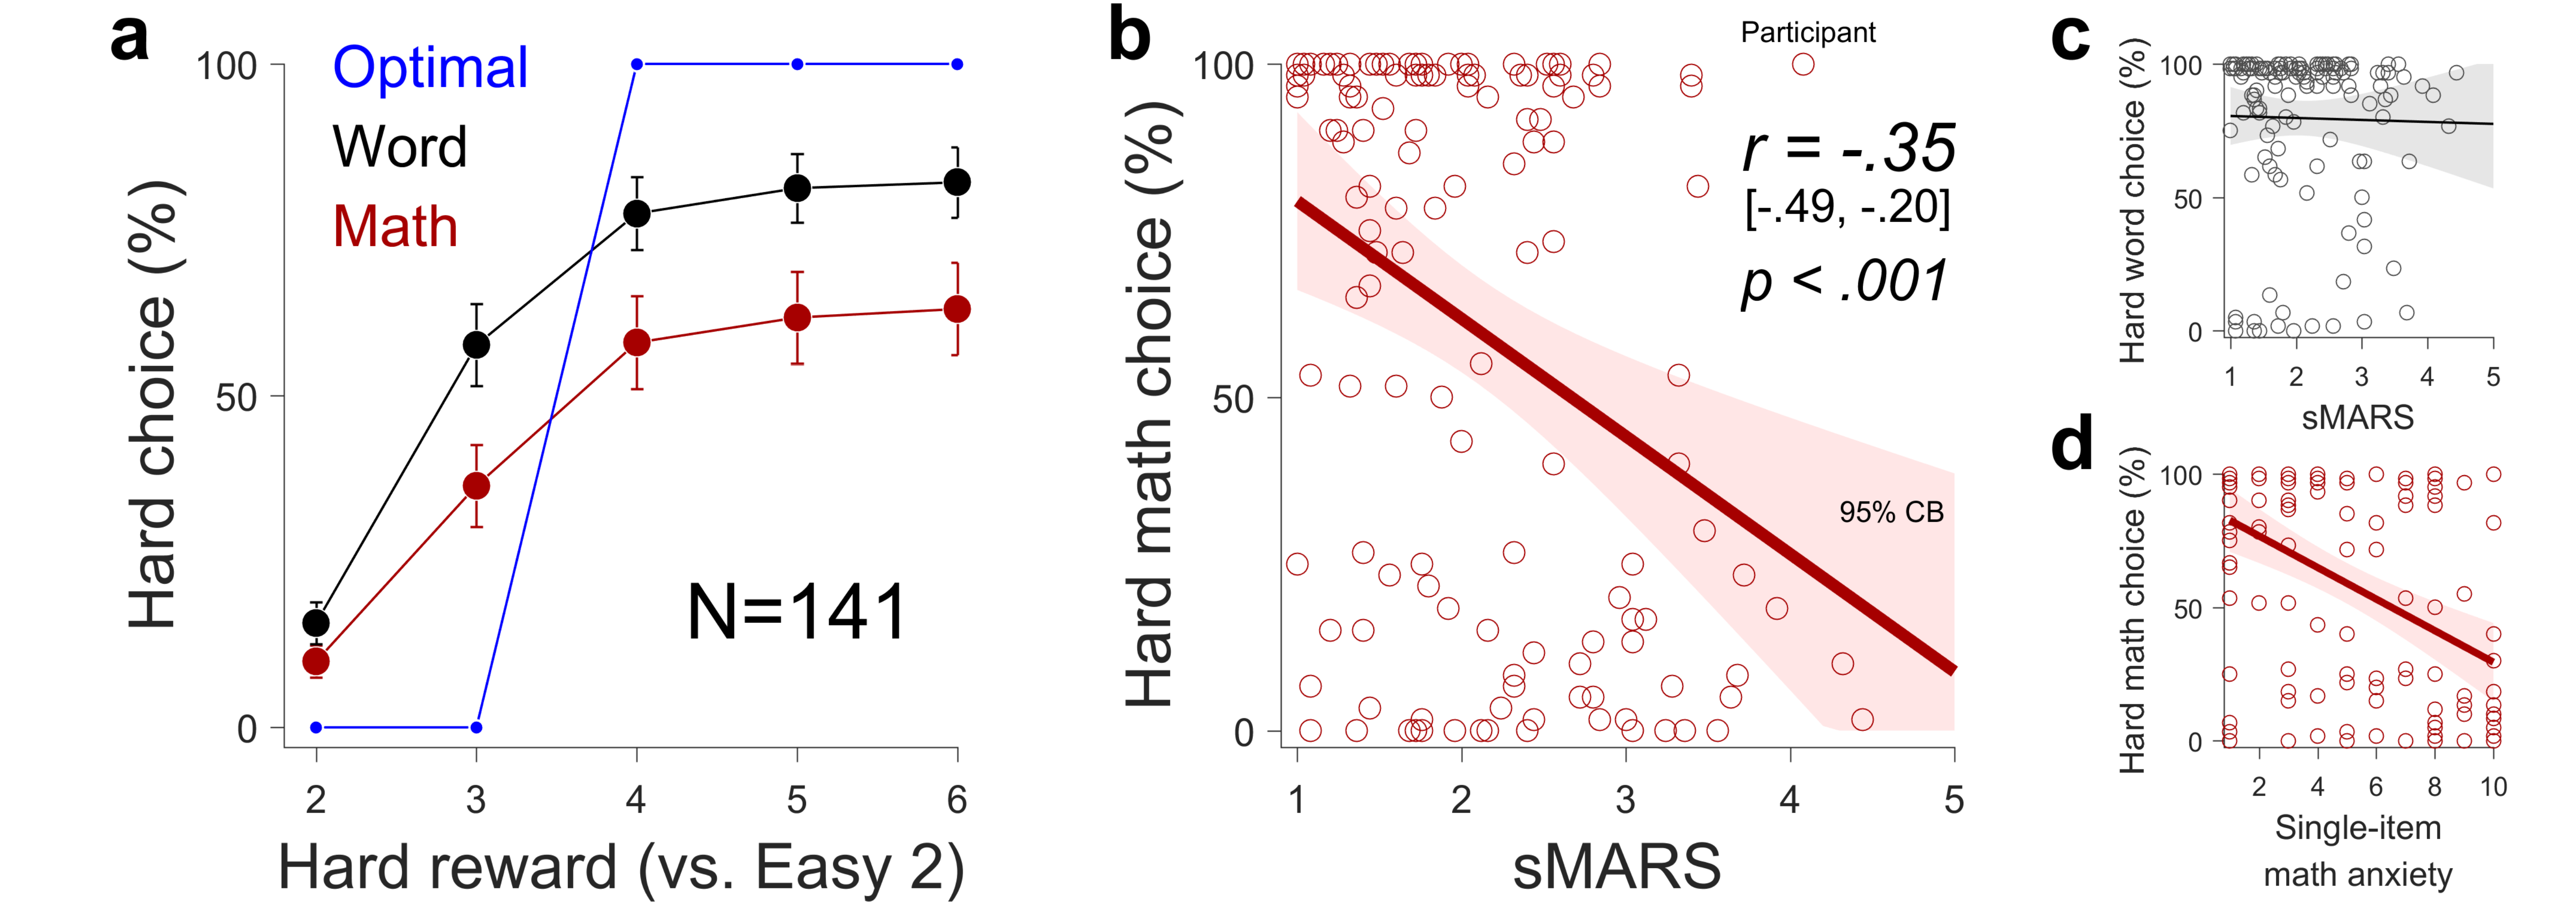 a
Optimal
Word
Math
N=141
100
50
0
2 3 4 5 6
Hard choice (%)
Hard reward (vs. Easy 2)
b
Participant
r = -.35
[-.49, -.20]
p < .001
95% CB
100
50
0
1 2 3 4 5
Hard math choice (%)
sMARS
c
100
50
0
1 2 3 4 5
Hard word choice (%)
sMARS
d
100
50
0
2 4 6 8 10
Hard math choice (%)
Single-item
math anxiety